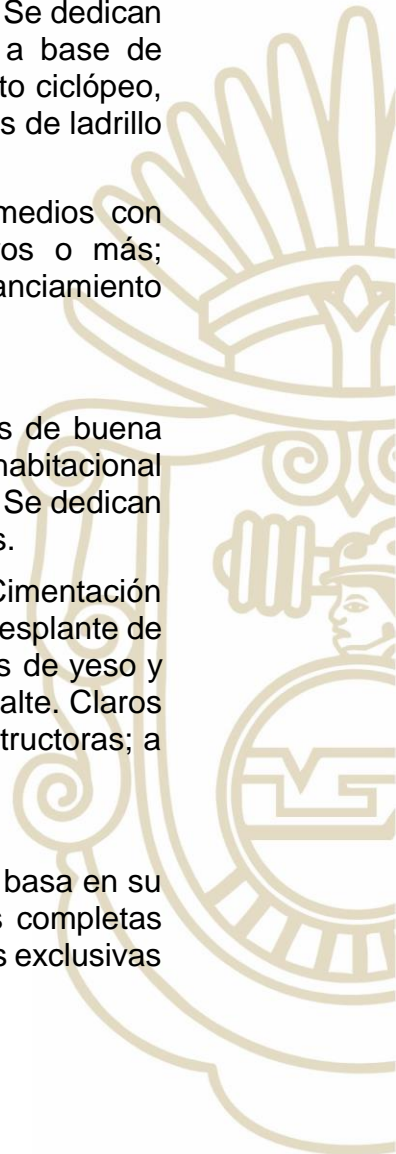 Se dedican
a base de
to ciclópeo,
s de ladrillo
medios con
os o más;
anciamiento
s de buena
habitacional
Se dedican
s.
Cimentación
esplante de
s de yeso y
alte. Claros
tructoras; a
basa en su
s completas
s exclusivas